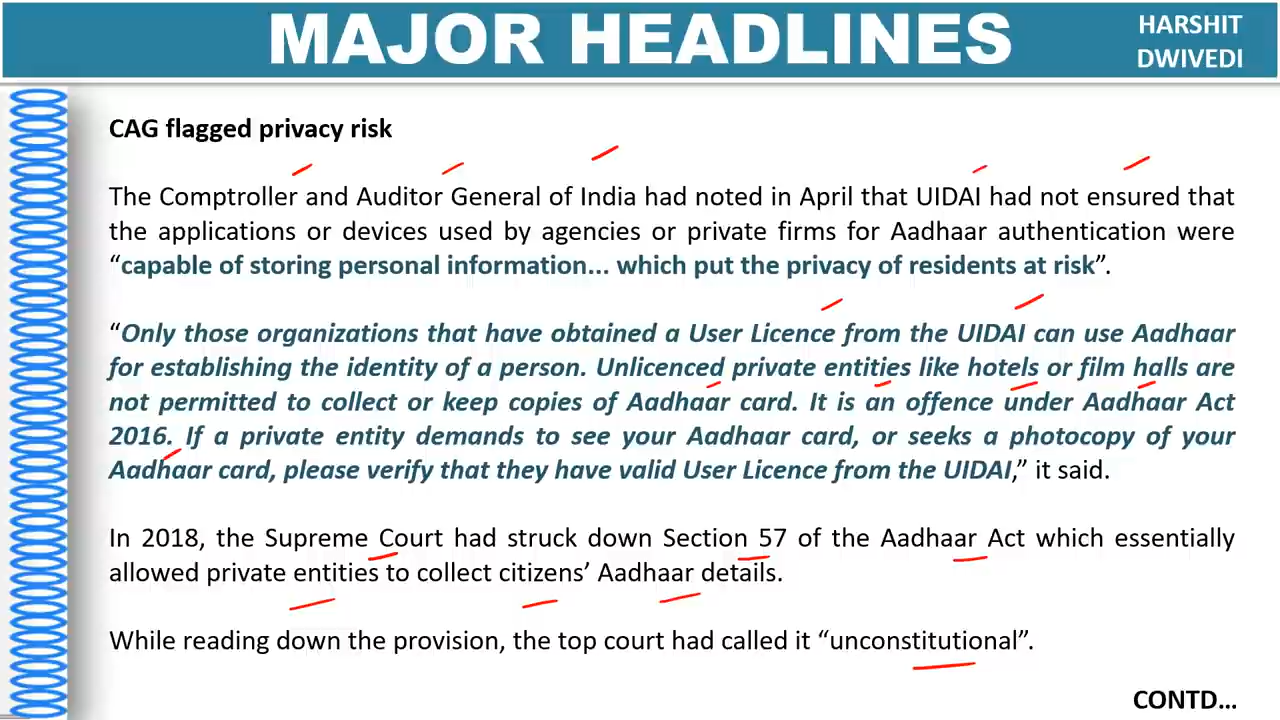 MAJOR HEADLINES
HARSHIT
DWIVEDI
CAG flagged privacy risk
The Comptroller and Auditor General of India had noted in April that UIDAI had not ensured that
the applications or devices used by agencies or private firms for Aadhaar authentication were
“capable of storing personal information... which put the privacy of residents at risk”.
“Only those organizations that have obtained a User Licence from the UIDAI can use Aadhaar
for establishing the identity of a person. Unlicenced private entities like hotels or film halls are
not permitted to collect or keep copies of Aadhaar card. It is an offence under Aadhaar Act
2016. If a private entity demands to see your Aadhaar card, or seeks a photocopy of your
Aadhaar card, please verify that they have valid User Licence from the UIDAI,” it said.
In 2018, the Supreme Court had struck down Section 57 of the Aadhaar Act which essentially
allowed private entities to collect citizens’ Aadhaar details.
While reading down the provision, the top court had called it “unconstitutional”.
CONTD...